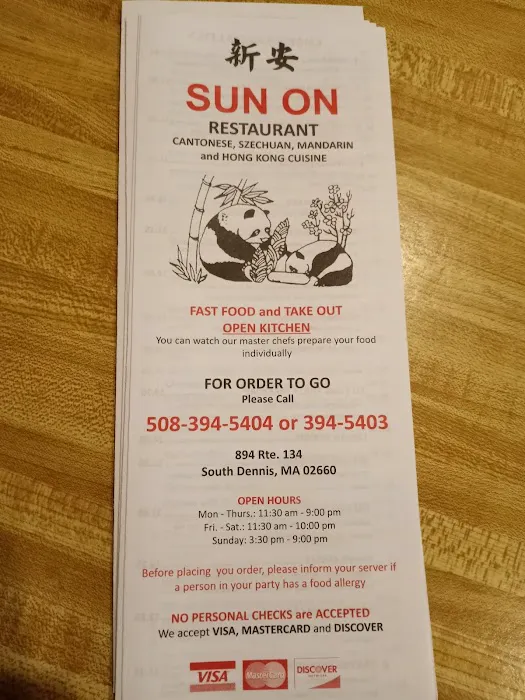 新安
SUN ON
RESTAURANT
CANTONESE, SZECHUAN, MANDARIN
and HONG KONG CUISINE
FAST FOOD and TAKE OUT
OPEN KITCHEN
You can watch our master chefs prepare your food
individually
FOR ORDER TO GO
Please Call
508-394-5404 or 394-5403
894 Rte. 134
South Dennis, MA 02660
OPEN HOURS
Mon - Thurs.: 11:30 am - 9:00 pm
Fri. - Sat.: 11:30 am - 10:00 pm
Sunday: 3:30 pm - 9:00 pm
Before placing you order, please inform your server if
a person in your party has a food allergy
NO PERSONAL CHECKS are ACCEPTED
We accept VISA, MASTERCARD and DISCOVER
VISA MasterCard DISCOVER